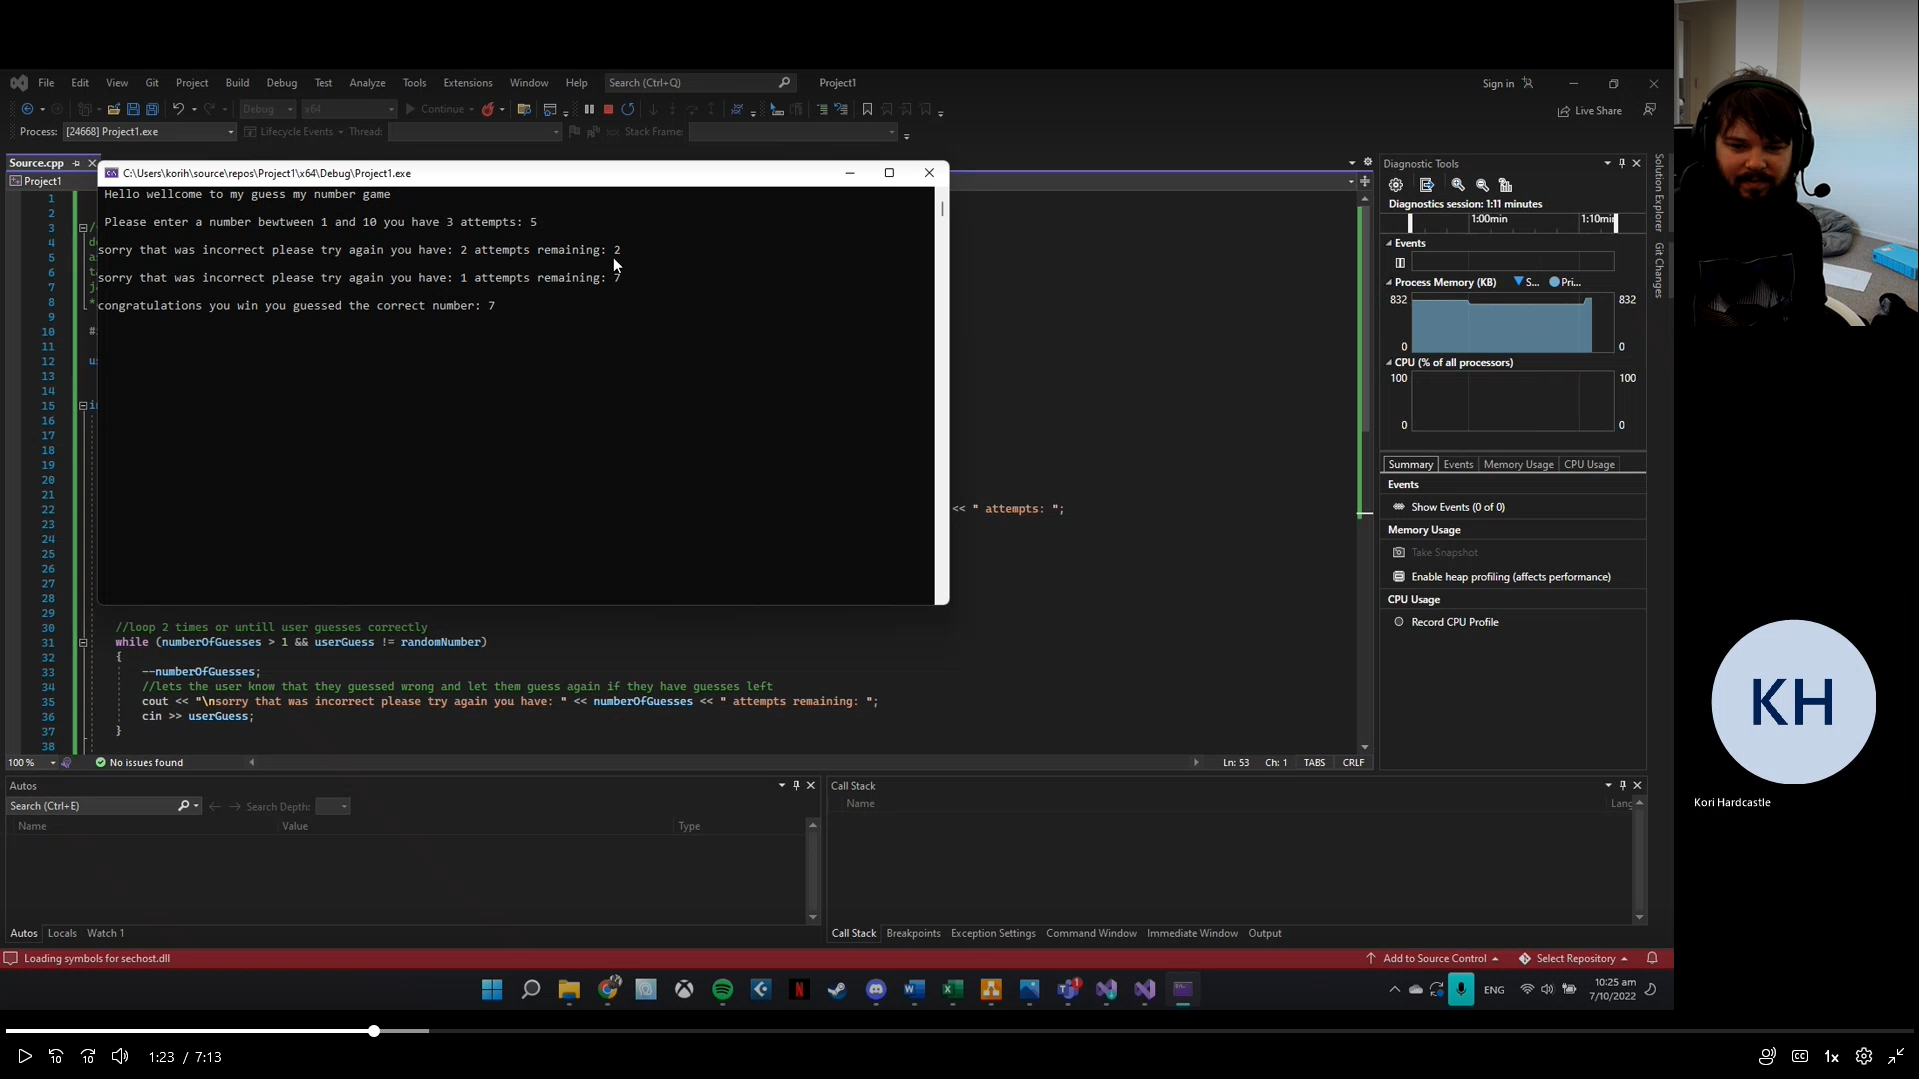 File Edit View Git Project Build Debug Test Analyze Tools Extensions Window Help Search (Ctrl+Q) Project1 Sign in
Debug x64 Continue Live Share
Process: [24668] Project1.exe Lifecycle Events Thread: Stack Frame:
Source.cpp
Project1
C:\Users\korih\source\repos\Project1\x64\Debug\Project1.exe
Hello wellcome to my guess my number game
Please enter a number bewtween 1 and 10 you have 3 attempts: 5
sorry that was incorrect please try again you have: 2 attempts remaining: 2
sorry that was incorrect please try again you have: 1 attempts remaining: 7
congratulations you win you guessed the correct number: 7
1
2
3
4
5
6
7
8
9
10
11
12
13
14
15
16
17
18
19
20
21
22 << " attempts: ";
23
24
25
26
27
28
29
30 //loop 2 times or untill user guesses correctly
31 while (numberOfGuesses > 1 && userGuess != randomNumber)
32 {
33 --numberOfGuesses;
34 //lets the user know that they guessed wrong and let them guess again if they have guesses left
35 cout << "\nsorry that was incorrect please try again you have: " << numberOfGuesses << " attempts remaining: ";
36 cin >> userGuess;
37 }
38
100 % No issues found Ln: 53 Ch: 1 TABS CRLF
Diagnostic Tools
Diagnostics session: 1:11 minutes
1:00min 1:10min
Events
Process Memory (KB) S... Pri...
832 832
0 0
CPU (% of all processors)
100 100
0 0
Summary Events Memory Usage CPU Usage
Events
Show Events (0 of 0)
Memory Usage
Take Snapshot
Enable heap profiling (affects performance)
CPU Usage
Record CPU Profile
Solution Explorer
Git Changes
Autos
Search (Ctrl+E) Search Depth:
Name Value Type
Autos Locals Watch 1
Call Stack
Name Lang
Call Stack Breakpoints Exception Settings Command Window Immediate Window Output
Loading symbols for sechost.dll Add to Source Control Select Repository
ENG 10:25 am
7/10/2022
KH
Kori Hardcastle
10 10 1:23 / 7:13 CC 1x